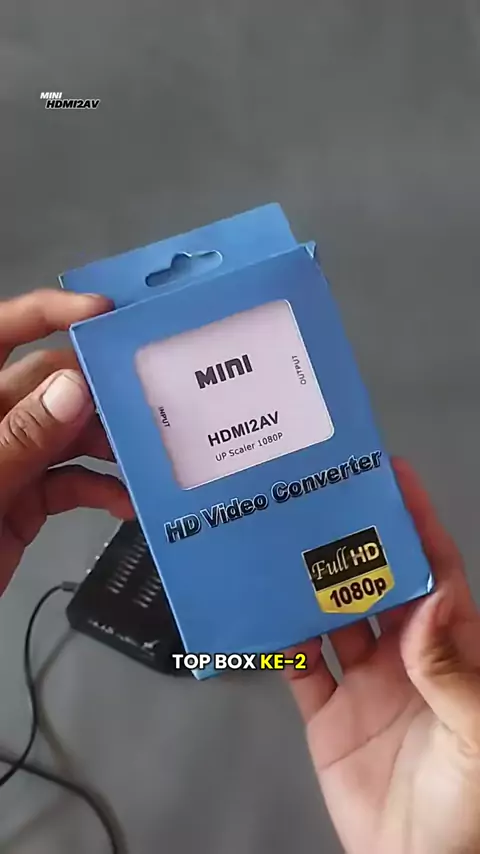 MINI
HDMI2AV
MINI
INPUT
OUTPUT
HDMI2AV
UP Scaler 1080P
HD Video Converter
Full HD
1080p
TOP BOX KE-2